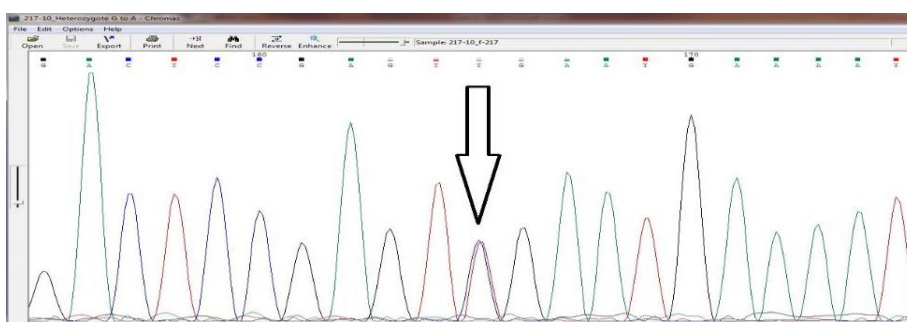 217-10_Heterozygote G to A - Chromas
File Edit Options Help
Open Save Export Print Next Find Reverse Enhance Sample: 217-10_f-217
160 170
G A C T C C G A G T T G A A T G A A A A T